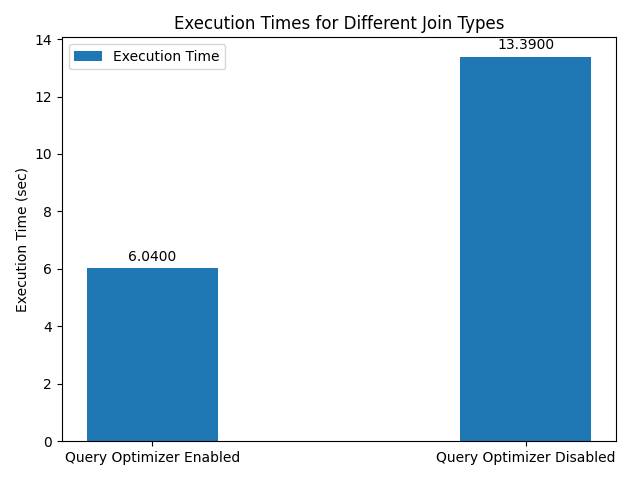 Execution Times for Different Join Types
Execution Time
13.3900
6.0400
Execution Time (sec)
14
12
10
8
6
4
2
0
Query Optimizer Enabled
Query Optimizer Disabled